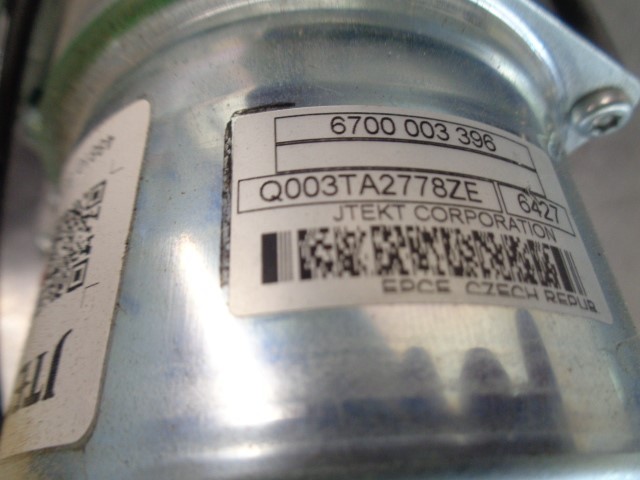 6700 003 396
Q003TA2778ZE 6427
JTEKT CORPORATION
EPCE, CZECH REPUB